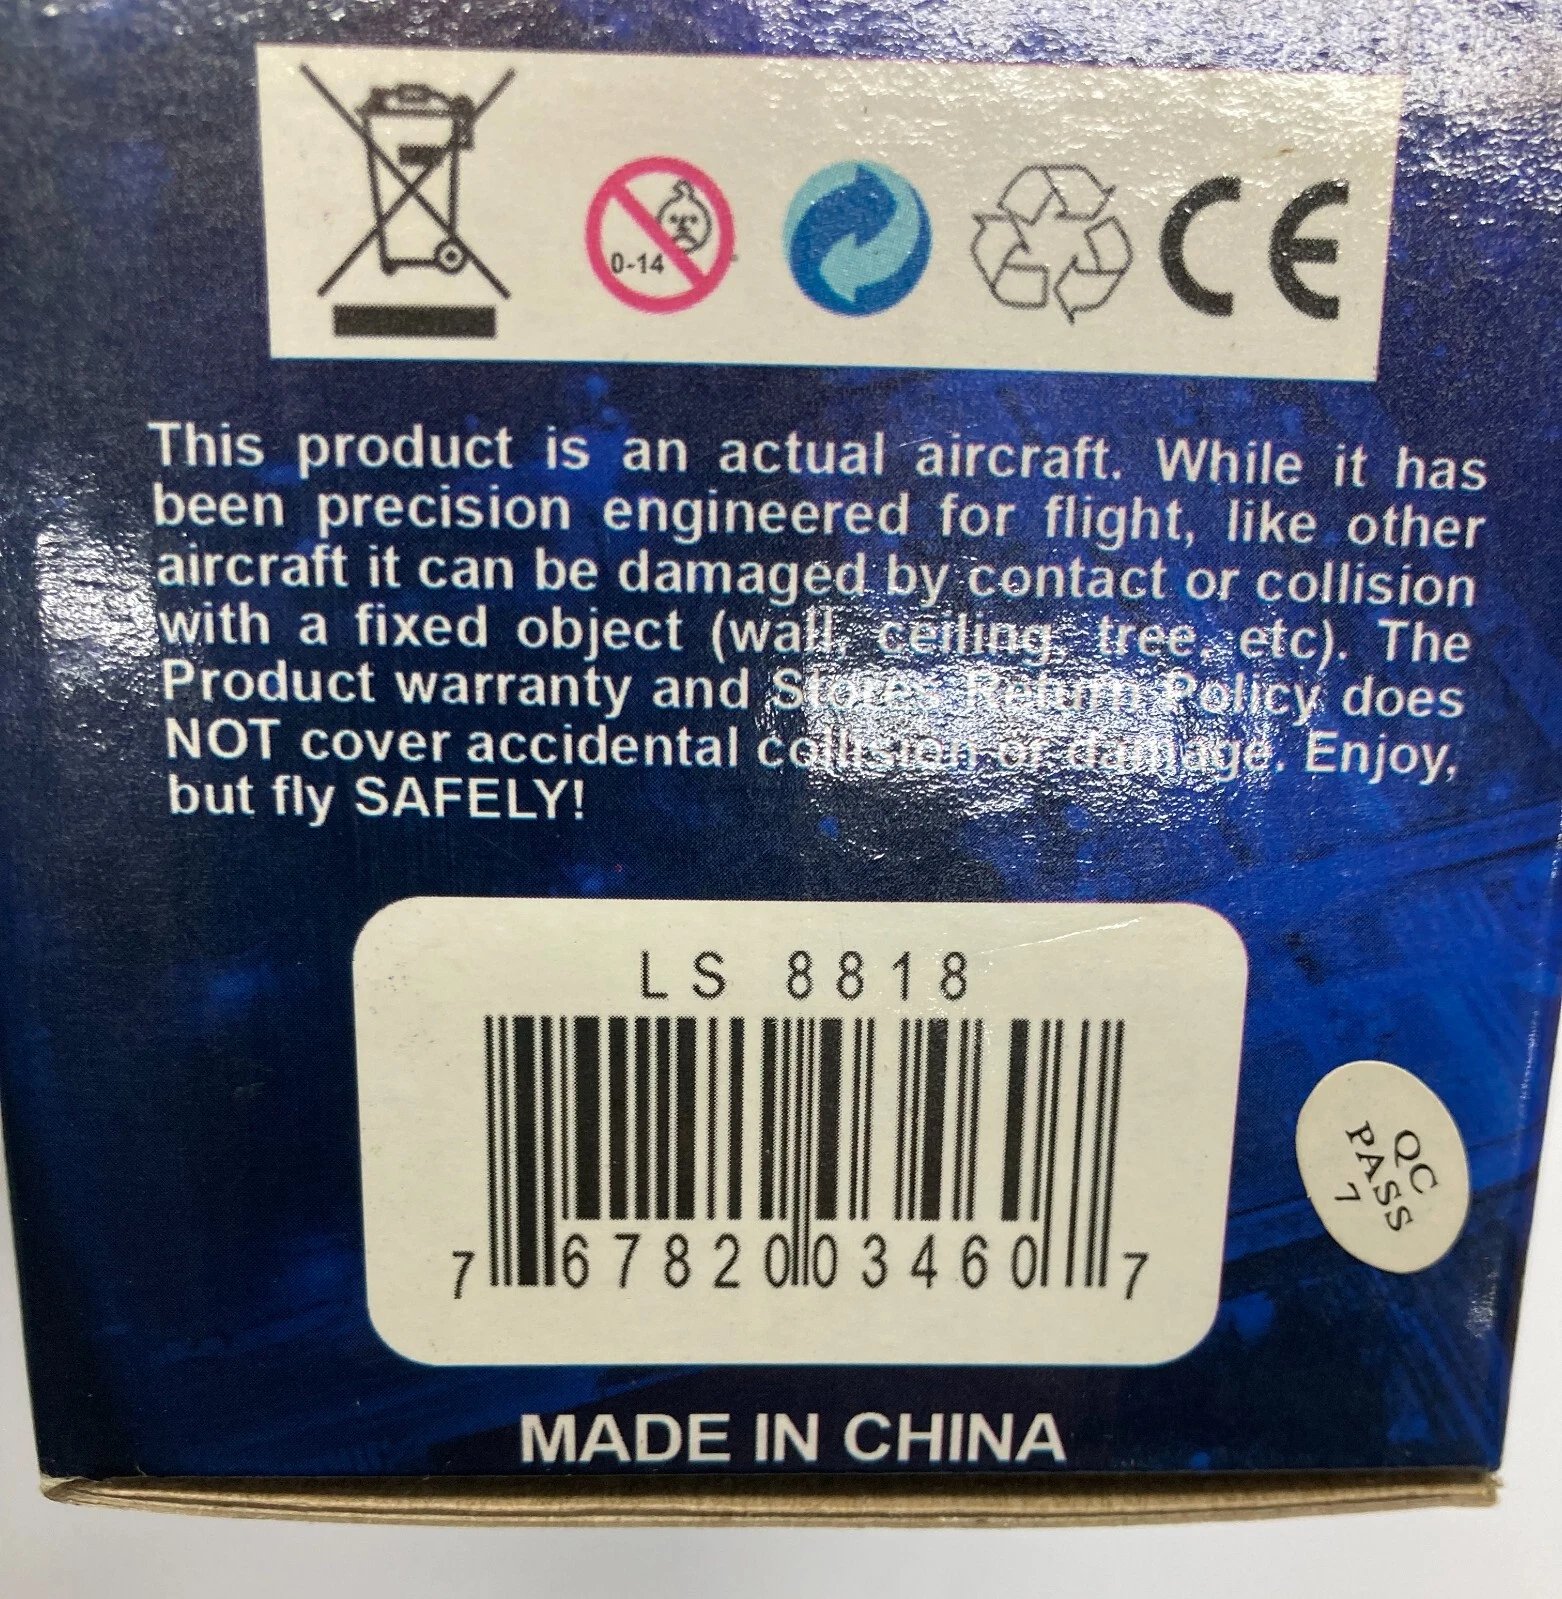 0-14
CE
This product is an actual aircraft. While it has
been precision engineered for flight, like other
aircraft it can be damaged by contact or collision
with a fixed object (wall, ceiling, tree, etc). The
Product warranty and Stores Return Policy does
NOT cover accidental collision or damage. Enjoy,
but fly SAFELY!
LS 8818
7 67820 03460 7
QC
PASS
7
MADE IN CHINA